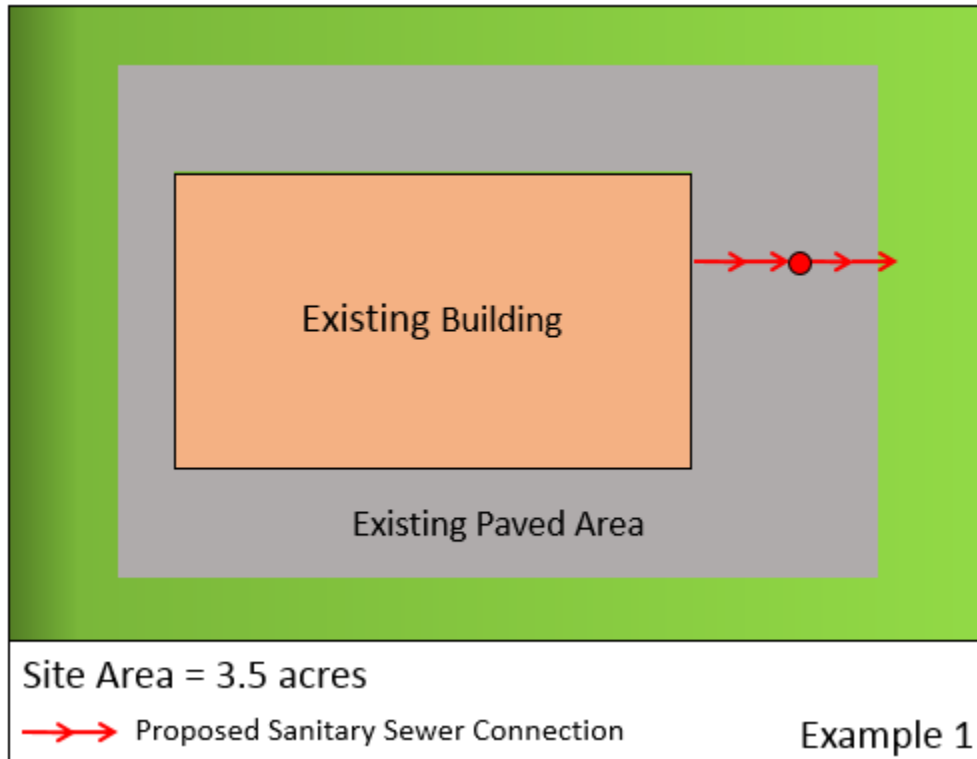 Existing Building
Existing Paved Area
Site Area = 3.5 acres
Proposed Sanitary Sewer Connection
Example 1